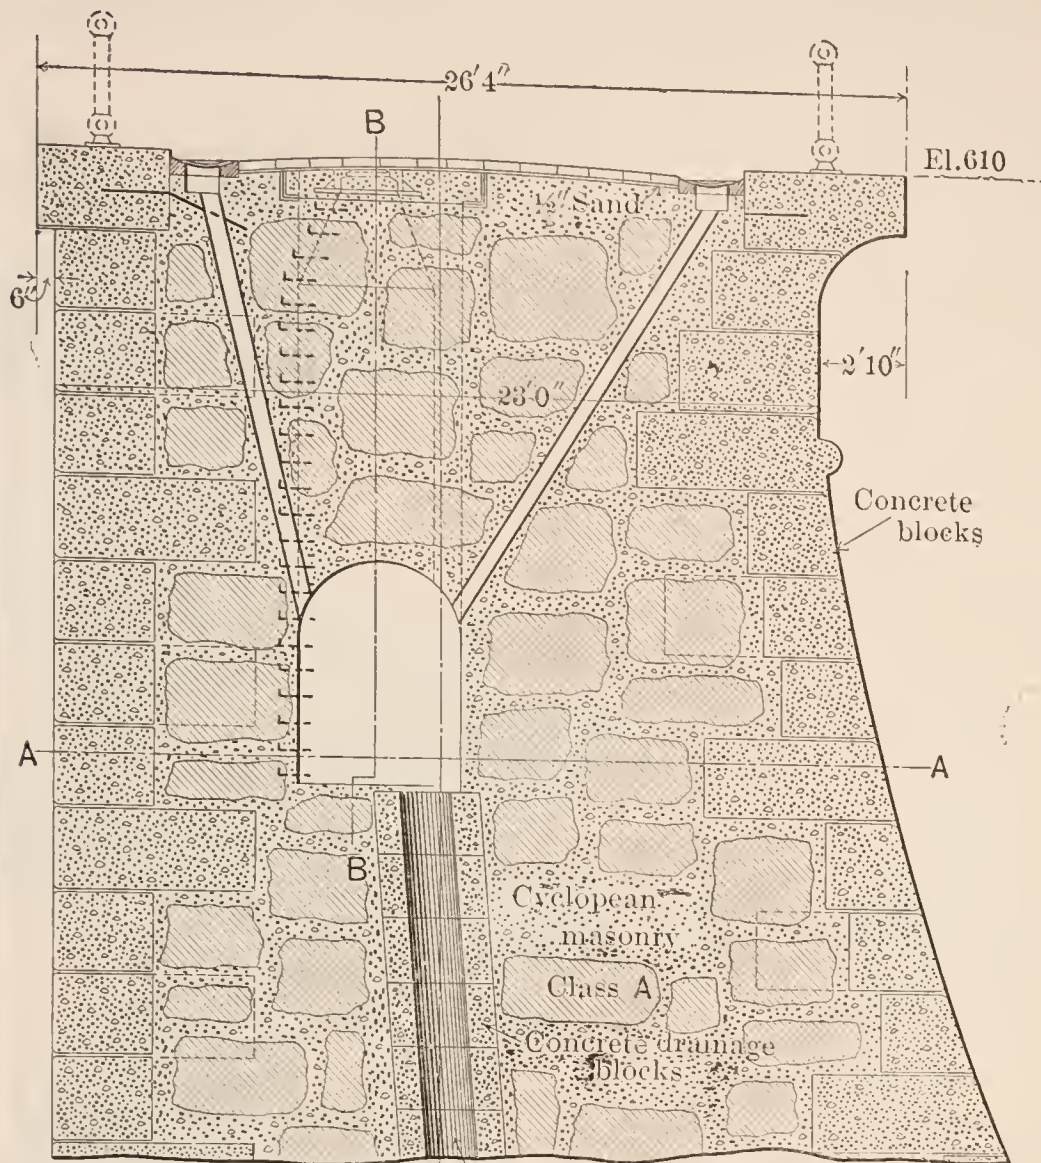 26'4"
B
El.610
½" Sand
6"
2'10"
23'0"
Concrete
blocks
A
A
B
Cyclopean
masonry
Class A
Concrete drainage
blocks